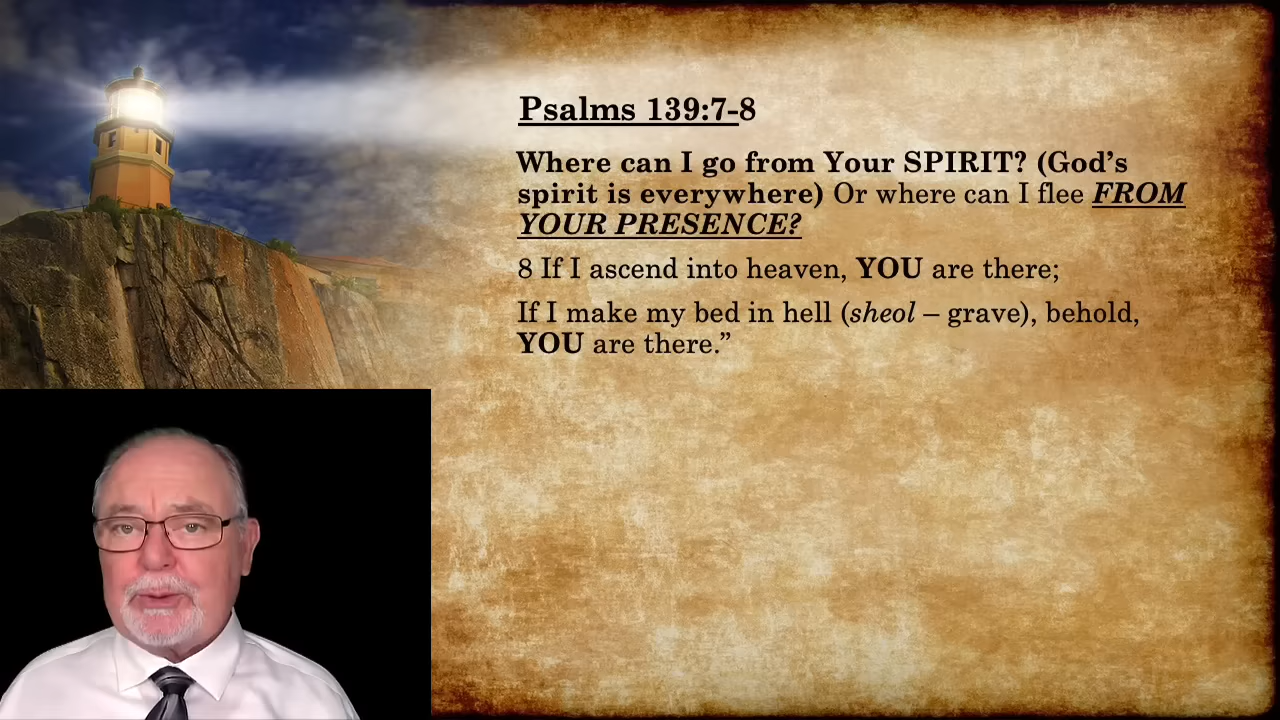 Psalms 139:7-8
Where can I go from Your SPIRIT? (God’s
spirit is everywhere) Or where can I flee FROM
YOUR PRESENCE?
8 If I ascend into heaven, YOU are there;
If I make my bed in hell (sheol – grave), behold,
YOU are there.”